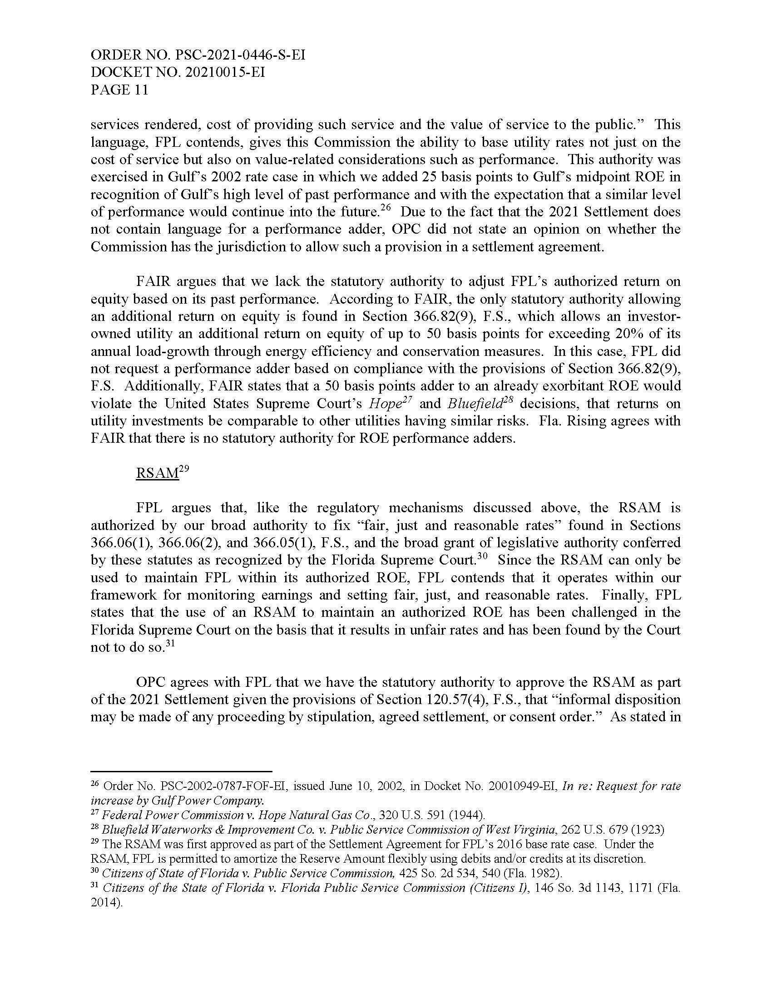 ORDER NO. PSC-2021-0446-S-EI
DOCKET NO. 20210015-EI
PAGE 11
services rendered, cost of providing such service and the value of service to the public.” This
language, FPL contends, gives this Commission the ability to base utility rates not just on the
cost of service but also on value-related considerations such as performance. This authority was
exercised in Gulf’s 2002 rate case in which we added 25 basis points to Gulf’s midpoint ROE in
recognition of Gulf’s high level of past performance and with the expectation that a similar level
of performance would continue into the future.26 Due to the fact that the 2021 Settlement does
not contain language for a performance adder, OPC did not state an opinion on whether the
Commission has the jurisdiction to allow such a provision in a settlement agreement.
FAIR argues that we lack the statutory authority to adjust FPL’s authorized return on
equity based on its past performance. According to FAIR, the only statutory authority allowing
an additional return on equity is found in Section 366.82(9), F.S., which allows an investor-
owned utility an additional return on equity of up to 50 basis points for exceeding 20% of its
annual load-growth through energy efficiency and conservation measures. In this case, FPL did
not request a performance adder based on compliance with the provisions of Section 366.82(9),
F.S. Additionally, FAIR states that a 50 basis points adder to an already exorbitant ROE would
violate the United States Supreme Court’s Hope27 and Bluefield28 decisions, that returns on
utility investments be comparable to other utilities having similar risks. Fla. Rising agrees with
FAIR that there is no statutory authority for ROE performance adders.
RSAM29
FPL argues that, like the regulatory mechanisms discussed above, the RSAM is
authorized by our broad authority to fix “fair, just and reasonable rates” found in Sections
366.06(1), 366.06(2), and 366.05(1), F.S., and the broad grant of legislative authority conferred
by these statutes as recognized by the Florida Supreme Court.30 Since the RSAM can only be
used to maintain FPL within its authorized ROE, FPL contends that it operates within our
framework for monitoring earnings and setting fair, just, and reasonable rates. Finally, FPL
states that the use of an RSAM to maintain an authorized ROE has been challenged in the
Florida Supreme Court on the basis that it results in unfair rates and has been found by the Court
not to do so.31
OPC agrees with FPL that we have the statutory authority to approve the RSAM as part
of the 2021 Settlement given the provisions of Section 120.57(4), F.S., that “informal disposition
may be made of any proceeding by stipulation, agreed settlement, or consent order.” As stated in
26 Order No. PSC-2002-0787-FOF-EI, issued June 10, 2002, in Docket No. 20010949-EI, In re: Request for rate
increase by Gulf Power Company.
27 Federal Power Commission v. Hope Natural Gas Co., 320 U.S. 591 (1944).
28 Bluefield Waterworks & Improvement Co. v. Public Service Commission of West Virginia, 262 U.S. 679 (1923)
29 The RSAM was first approved as part of the Settlement Agreement for FPL’s 2016 base rate case. Under the
RSAM, FPL is permitted to amortize the Reserve Amount flexibly using debits and/or credits at its discretion.
30 Citizens of State of Florida v. Public Service Commission, 425 So. 2d 534, 540 (Fla. 1982).
31 Citizens of the State of Florida v. Florida Public Service Commission (Citizens I), 146 So. 3d 1143, 1171 (Fla.
2014).